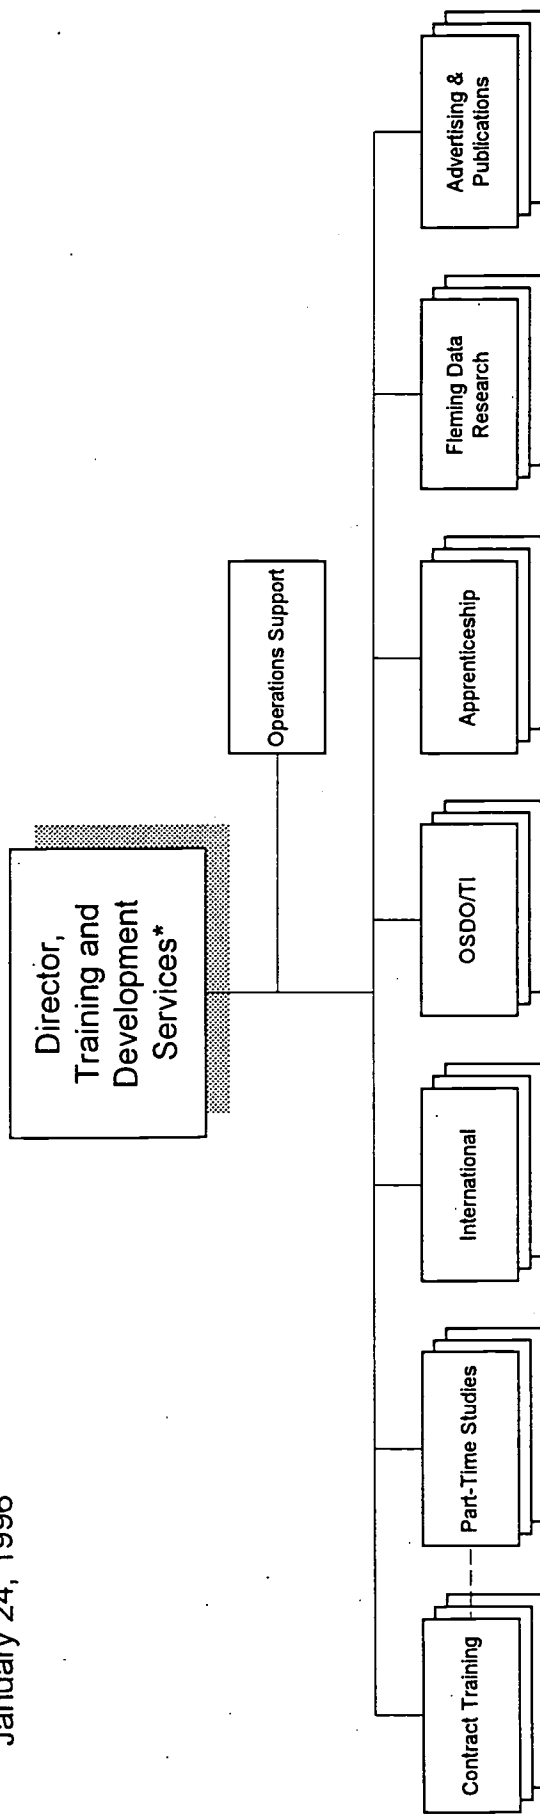 January 24, 1996
Director,
Training and
Development
Services*
Operations Support
Contract Training
Part-Time Studies
International
OSDO/TI
Apprenticeship
Fleming Data
Research
Advertising &
Publications